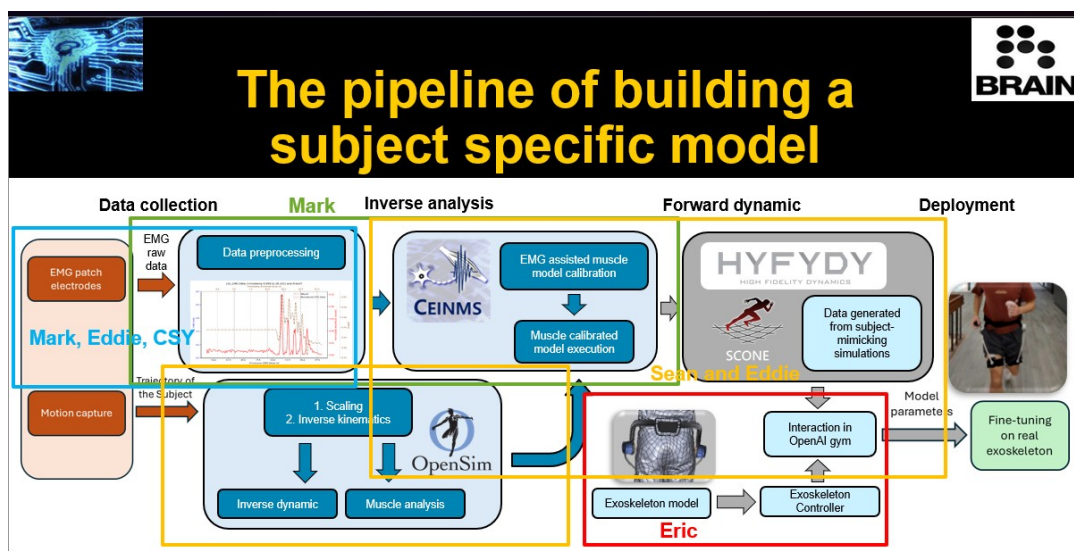 BRAIN
The pipeline of building a
subject specific model
Data collection
Mark
Inverse analysis
Forward dynamic
Deployment
EMG
raw
data
EMG patch
electrodes
Data preprocessing
Mark, Eddie, CSY
CEINMS
EMG assisted muscle
model calibration
Muscle calibrated
model execution
HYFYDY
HIGH FIDELITY DYNAMICS
SCONE
Data generated
from subject-
mimicking
simulations
Sean and Eddie
Motion capture
Trajectory of
the Subject
1. Scaling
2. Inverse kinematics
OpenSim
Inverse dynamic
Muscle analysis
Interaction in
OpenAI gym
Model
parameters
Fine-tuning
on real
exoskeleton
Exoskeleton model
Exoskeleton
Controller
Eric